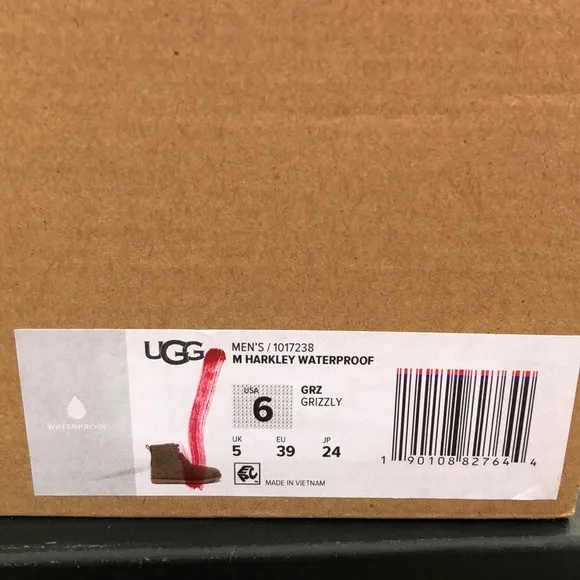 WATERPROOF
UGG
MEN'S / 1017238
M HARKLEY WATERPROOF
USA
6
GRZ
GRIZZLY
UK EU JP
5 39 24
MADE IN VIETNAM
1 90108 82764 4